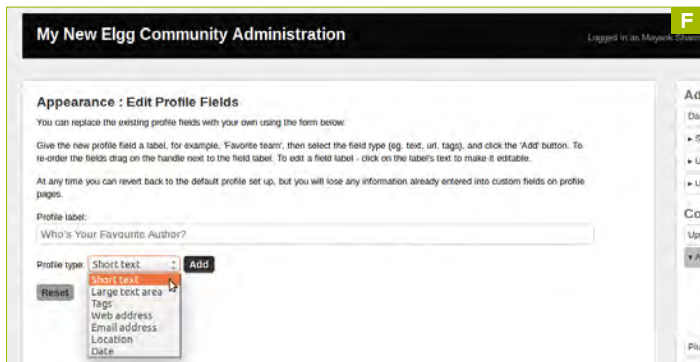 F
My New Elgg Community Administration
Logged in as Mayank
Appearance : Edit Profile Fields
You can replace the existing profile fields with your own using the form below.
Give the new profile field a label, for example, 'Favorite team', then select the field type (eg. text, url, tags), and click the 'Add' button. To
re-order the fields drag on the handle next to the field label. To edit a field label - click on the label's text to make it editable.
At any time you can revert back to the default profile set up, but you will lose any information already entered into custom fields on profile
pages.
Profile label:
Who's Your Favourite Author?
Profile type: Short text Add
Short text
Reset
Large text area
Tags
Web address
Email address
Location
Date
Ad
Da
Co
Up